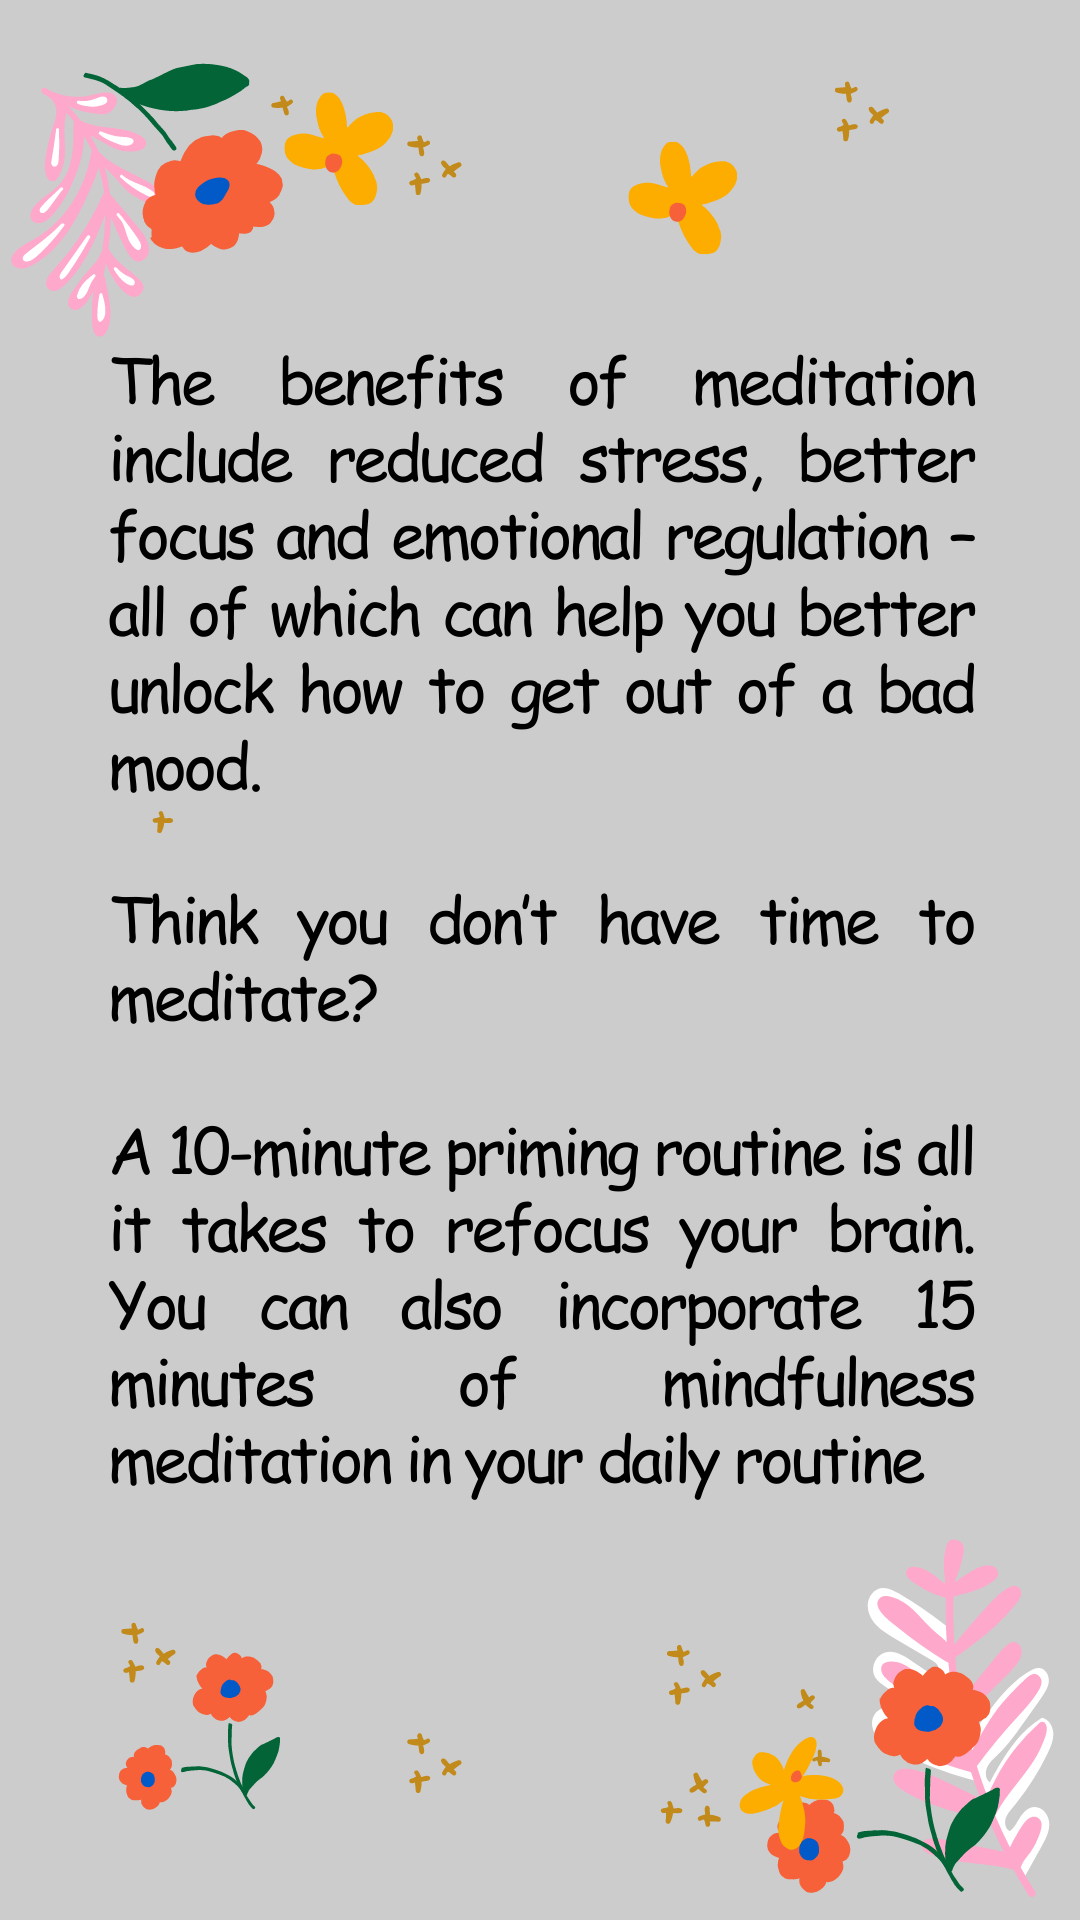 The benefits of meditation
include reduced stress, better
focus and emotional regulation –
all of which can help you better
unlock how to get out of a bad
mood.
Think you don’t have time to
meditate?
A 10-minute priming routine is all
it takes to refocus your brain.
You can also incorporate 15
minutes of mindfulness
meditation in your daily routine